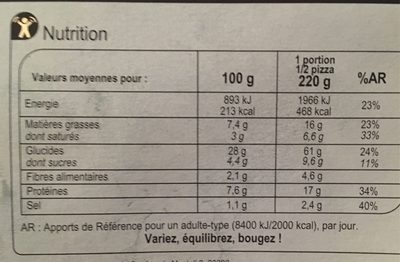 Nutrition
1 portion
1/2 pizza
Valeurs moyennes pour : 100 g 220 g %AR
Energie 893 kJ 1966 kJ
213 kcal 468 kcal 23%
Matières grasses 7,4 g 16 g 23%
dont saturés 3 g 6,6 g 33%
Glucides 28 g 61 g 24%
dont sucres 4,4 g 9,6 g 11%
Fibres alimentaires 2,1 g 4,6 g
Protéines 7,6 g 17 g 34%
Sel 1,1 g 2,4 g 40%
AR : Apports de Référence pour un adulte-type (8400 kJ/2000 kcal), par jour.
Variez, équilibrez, bougez !